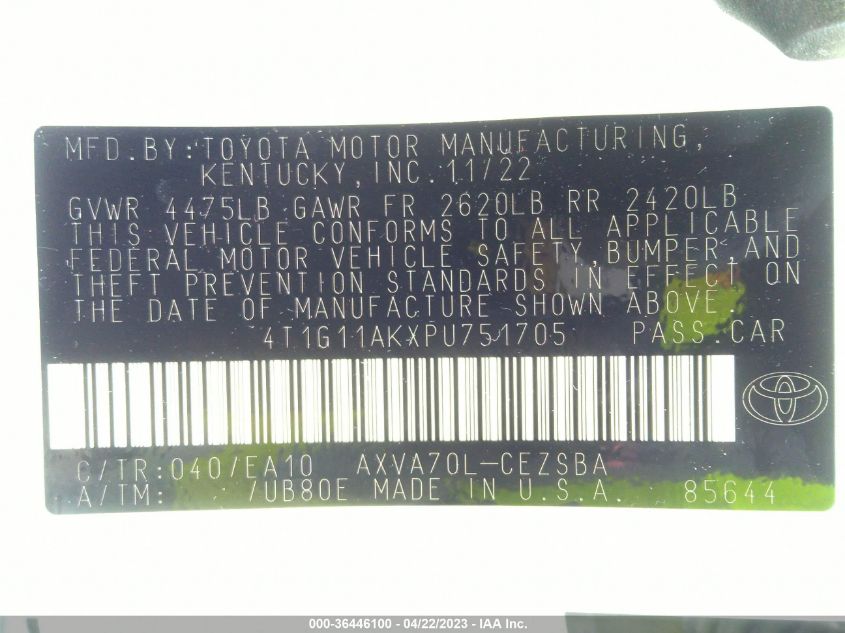 MFD.BY:TOYOTA MOTOR MANUFACTURING,
KENTUCKY,INC. 11/22
GVWR 4475LB GAWR FR 2620LB RR 2420LB
THIS VEHICLE CONFORMS TO ALL APPLICABLE
FEDERAL MOTOR VEHICLE SAFETY,BUMPER,AND
THEFT PREVENTION STANDARDS IN EFFECT ON
THE DATE OF MANUFACTURE SHOWN ABOVE.
4T1G11AKXPU751705 PASS.CAR
C/TR:040/EA10 AXVA70L-CEZSBA
A/TM: /UB80E MADE IN U.S.A. 85644
000-36446100 - 04/22/2023 - IAA Inc.